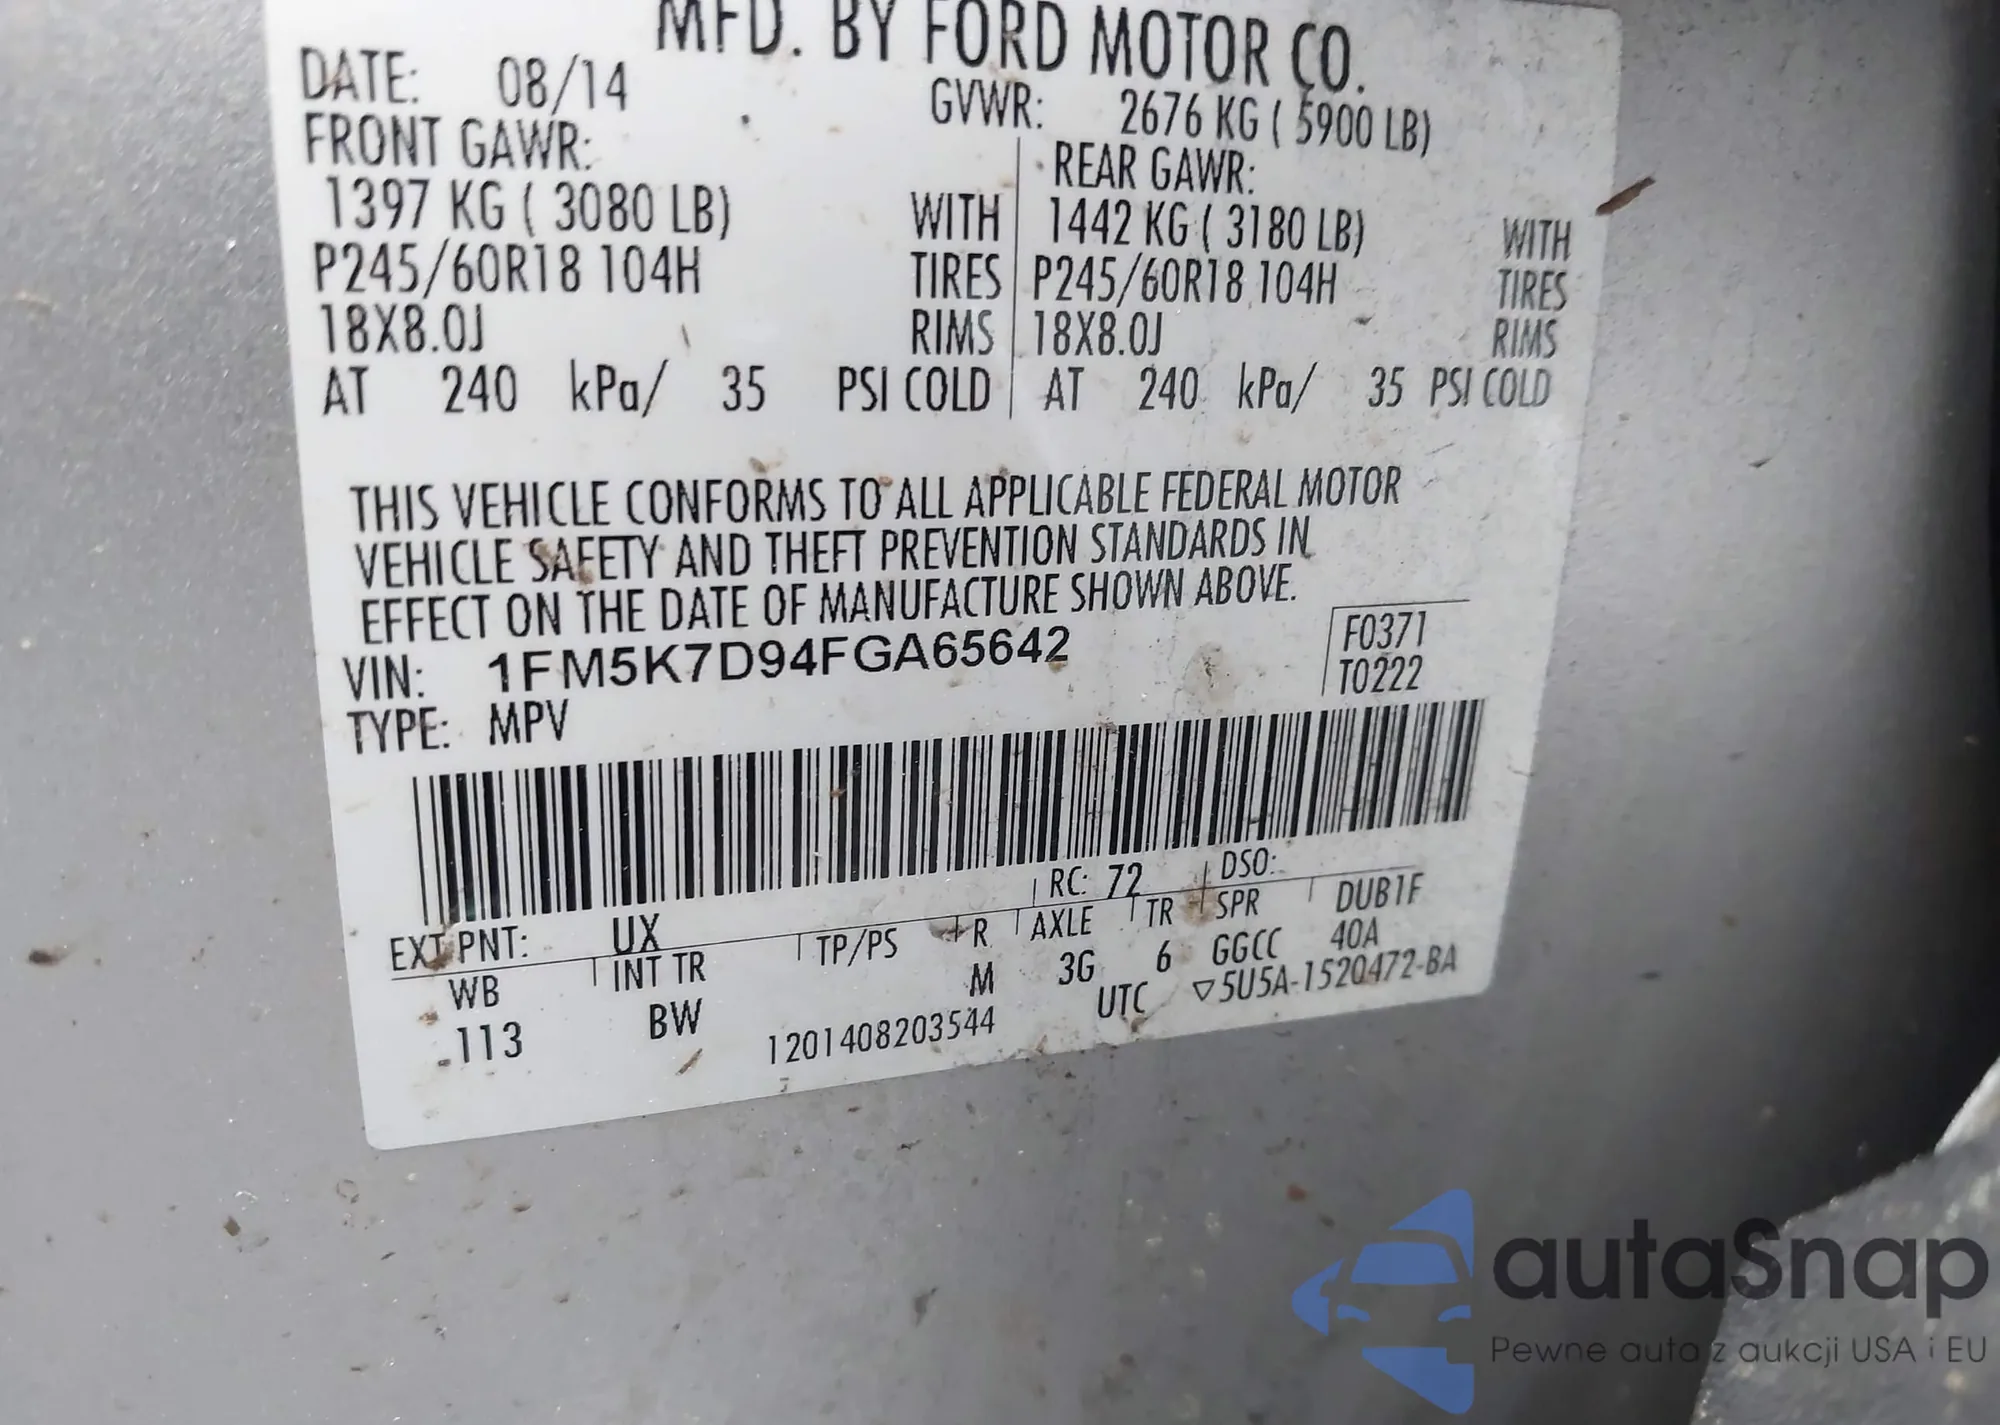 MFD. BY FORD MOTOR CO.
DATE: 08/14 GVWR: 2676 KG ( 5900 LB)
FRONT GAWR: REAR GAWR:
1397 KG ( 3080 LB) WITH 1442 KG ( 3180 LB) WITH
P245/60R18 104H TIRES P245/60R18 104H TIRES
18X8.0J RIMS 18X8.0J RIMS
AT 240 kPa/ 35 PSI COLD AT 240 kPa/ 35 PSI COLD
THIS VEHICLE CONFORMS TO ALL APPLICABLE FEDERAL MOTOR
VEHICLE SAFETY AND THEFT PREVENTION STANDARDS IN
EFFECT ON THE DATE OF MANUFACTURE SHOWN ABOVE.
VIN: 1FM5K7D94FGA65642 F0371
TYPE: MPV T0222
RC: 72 DSO:
EXT PNT: UX
WB INT TR TP/PS R AXLE TR SPR DUB1F
113 BW M 3G 6 GGCC 40A
1201408203544 UTC ▽5U5A-1520472-BA
autaSnap
Pewne auta z aukcji USA i EU